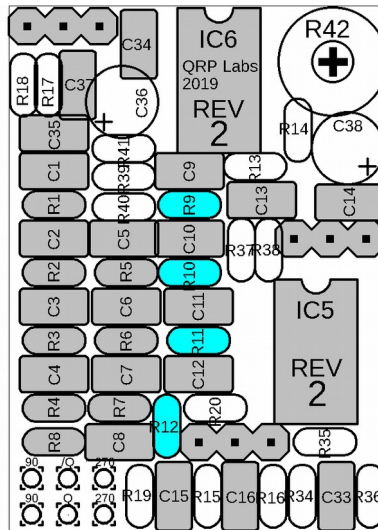 C34
IC6
QRP Labs
2019
REV
2
R42
R18
R17
C37
C36
R14
C38
C35
R41
C1
R39
C9
R13
R1
R40
R9
C13
C14
C2
C5
C10
R37
R38
R2
R5
R10
C3
C6
C11
IC5
R3
R6
R11
REV
2
C4
C7
C12
R4
R7
R12
R20
R8
C8
R35
90
/O
270
90
O
270
R19
C15
R15
C16
R16
R34
C33
R36